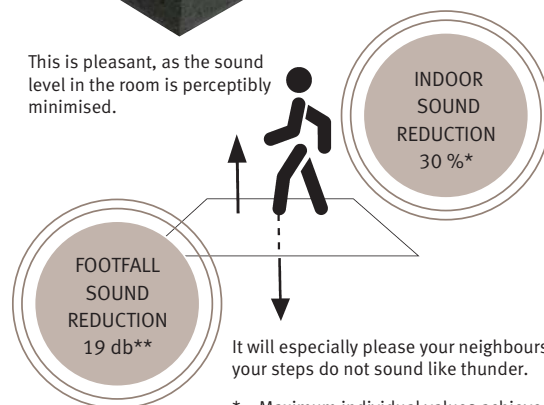 This is pleasant, as the sound
level in the room is perceptibly
minimised.
INDOOR
SOUND
REDUCTION
30 %*
FOOTFALL
SOUND
REDUCTION
19 db**
It will especially please your neighbours
your steps do not sound like thunder.